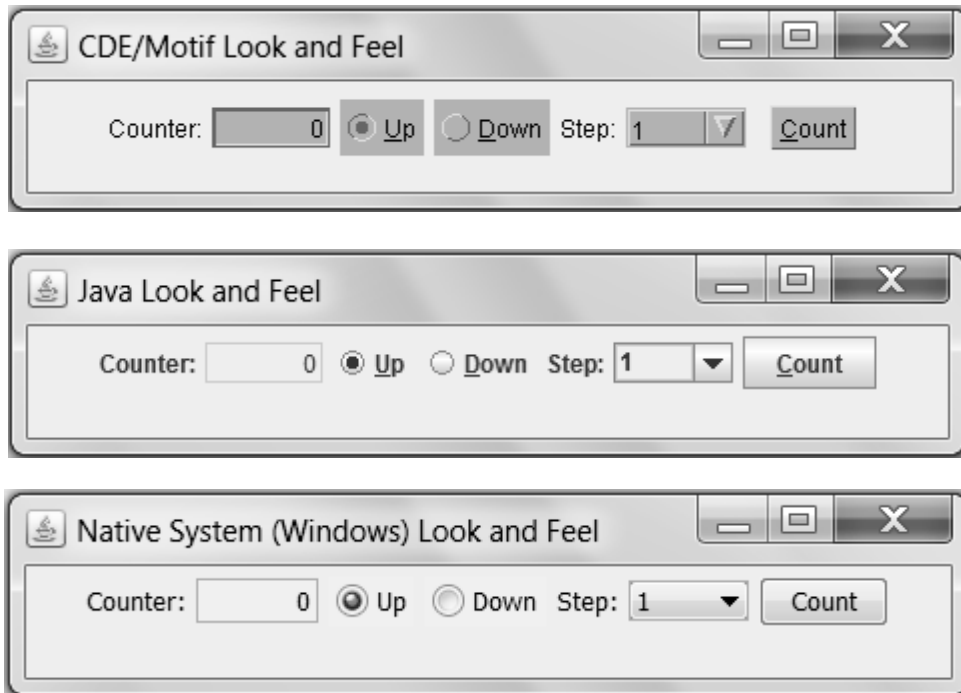 CDE/Motif Look and Feel
Counter: 0 Up Down Step: 1 Count
Java Look and Feel
Counter: 0 Up Down Step: 1 Count
Native System (Windows) Look and Feel
Counter: 0 Up Down Step: 1 Count